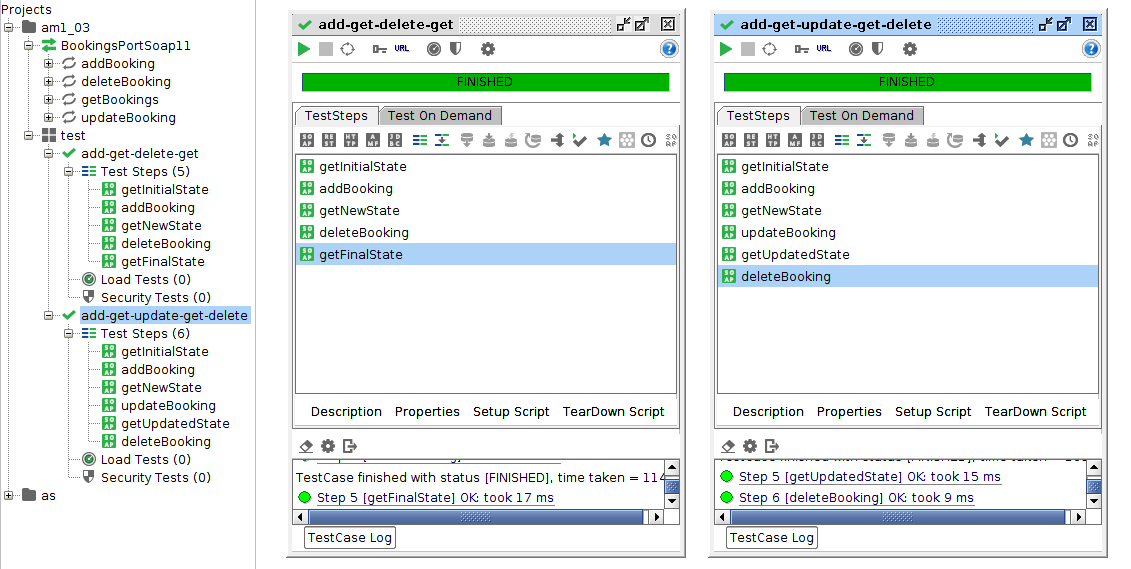 Projects
am1_03
BookingsPortSoap11
addBooking
deleteBooking
getBookings
updateBooking
test
add-get-delete-get
Test Steps (5)
getInitialState
addBooking
getNewState
deleteBooking
getFinalState
Load Tests (0)
Security Tests (0)
add-get-update-get-delete
Test Steps (6)
getInitialState
addBooking
getNewState
updateBooking
getUpdatedState
deleteBooking
Load Tests (0)
Security Tests (0)
as
add-get-delete-get
URL
FINISHED
TestSteps
Test On Demand
getInitialState
addBooking
getNewState
deleteBooking
getFinalState
Description Properties Setup Script TearDown Script
TestCase finished with status [FINISHED], time taken = 114
Step 5 [getFinalState] OK: took 17 ms
TestCase Log
add-get-update-get-delete
URL
FINISHED
TestSteps
Test On Demand
getInitialState
addBooking
getNewState
updateBooking
getUpdatedState
deleteBooking
Description Properties Setup Script TearDown Script
Step 5 [getUpdatedState] OK: took 15 ms
Step 6 [deleteBooking] OK: took 9 ms
TestCase Log